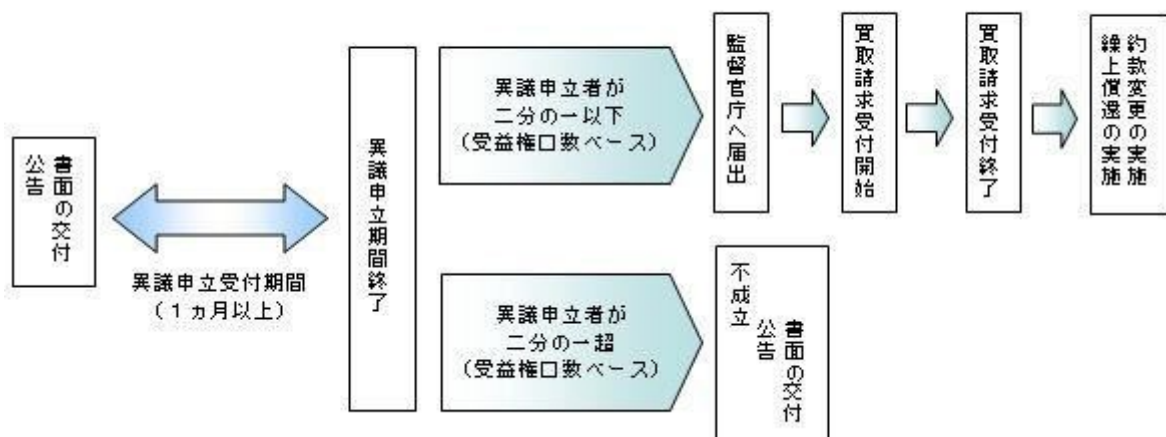 書面の交付
公告
異議申立受付期間
（１ヵ月以上）
異議申立期間終了
異議申立者が
二分の一以下
（受益権口数ベース）
監督官庁へ届出
買取請求受付開始
買取請求受付終了
約款変更の実施
繰上償還の実施
異議申立者が
二分の一超
（受益権口数ベース）
不成立
書面の交付
公告